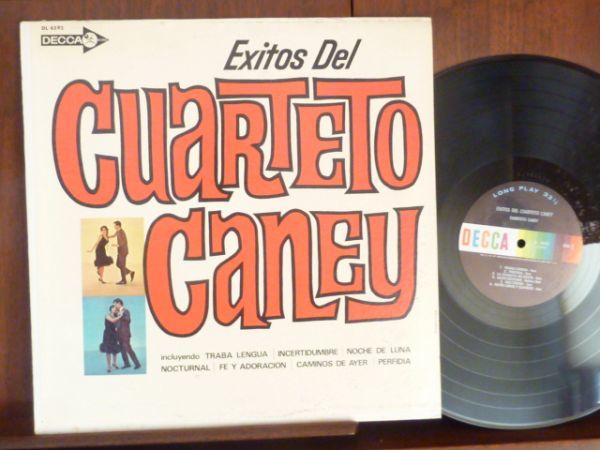 DL 4392
DECCA
Exitos Del
CUARTETO
CANEY
incluyendo TRABA LENGUA | INCERTIDUMBRE | NOCHE DE LUNA
NOCTURNAL | FE Y ADORACION | CAMINOS DE AYER | PERFIDIA
LONG PLAY 33⅓
EXITOS DEL CUARTETO CANEY
CUARTETO CANEY
DECCA